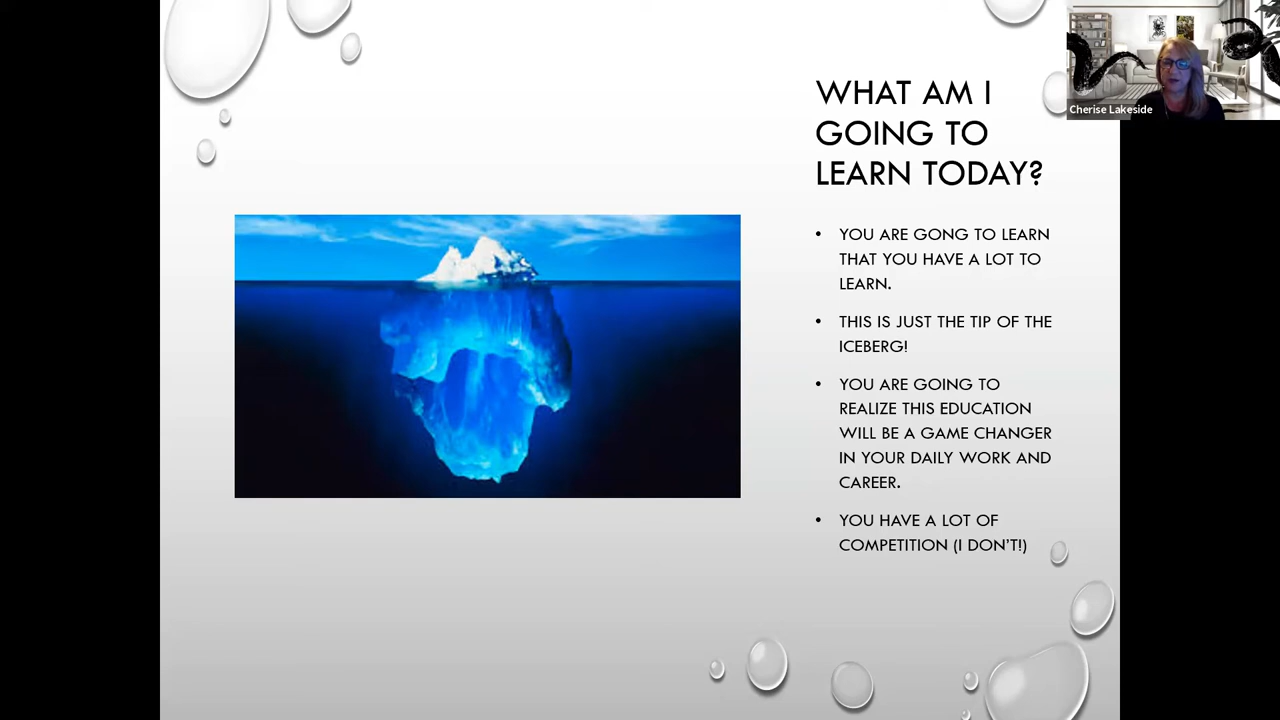 WHAT AM I
GOING TO
LEARN TODAY?
• YOU ARE GONG TO LEARN
THAT YOU HAVE A LOT TO
LEARN.
• THIS IS JUST THE TIP OF THE
ICEBERG!
• YOU ARE GOING TO
REALIZE THIS EDUCATION
WILL BE A GAME CHANGER
IN YOUR DAILY WORK AND
CAREER.
• YOU HAVE A LOT OF
COMPETITION (I DON'T!)
Cherise Lakeside